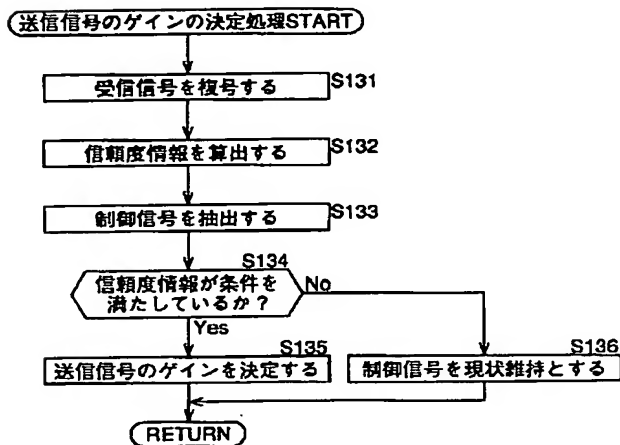 送信信号のゲインの決定処理START
受信信号を復号する
S131
信頼度情報を算出する
S132
制御信号を抽出する
S133
S134
信頼度情報が条件を
満たしているか?
No
Yes
S135
送信信号のゲインを決定する
S136
制御信号を現状維持とする
RETURN